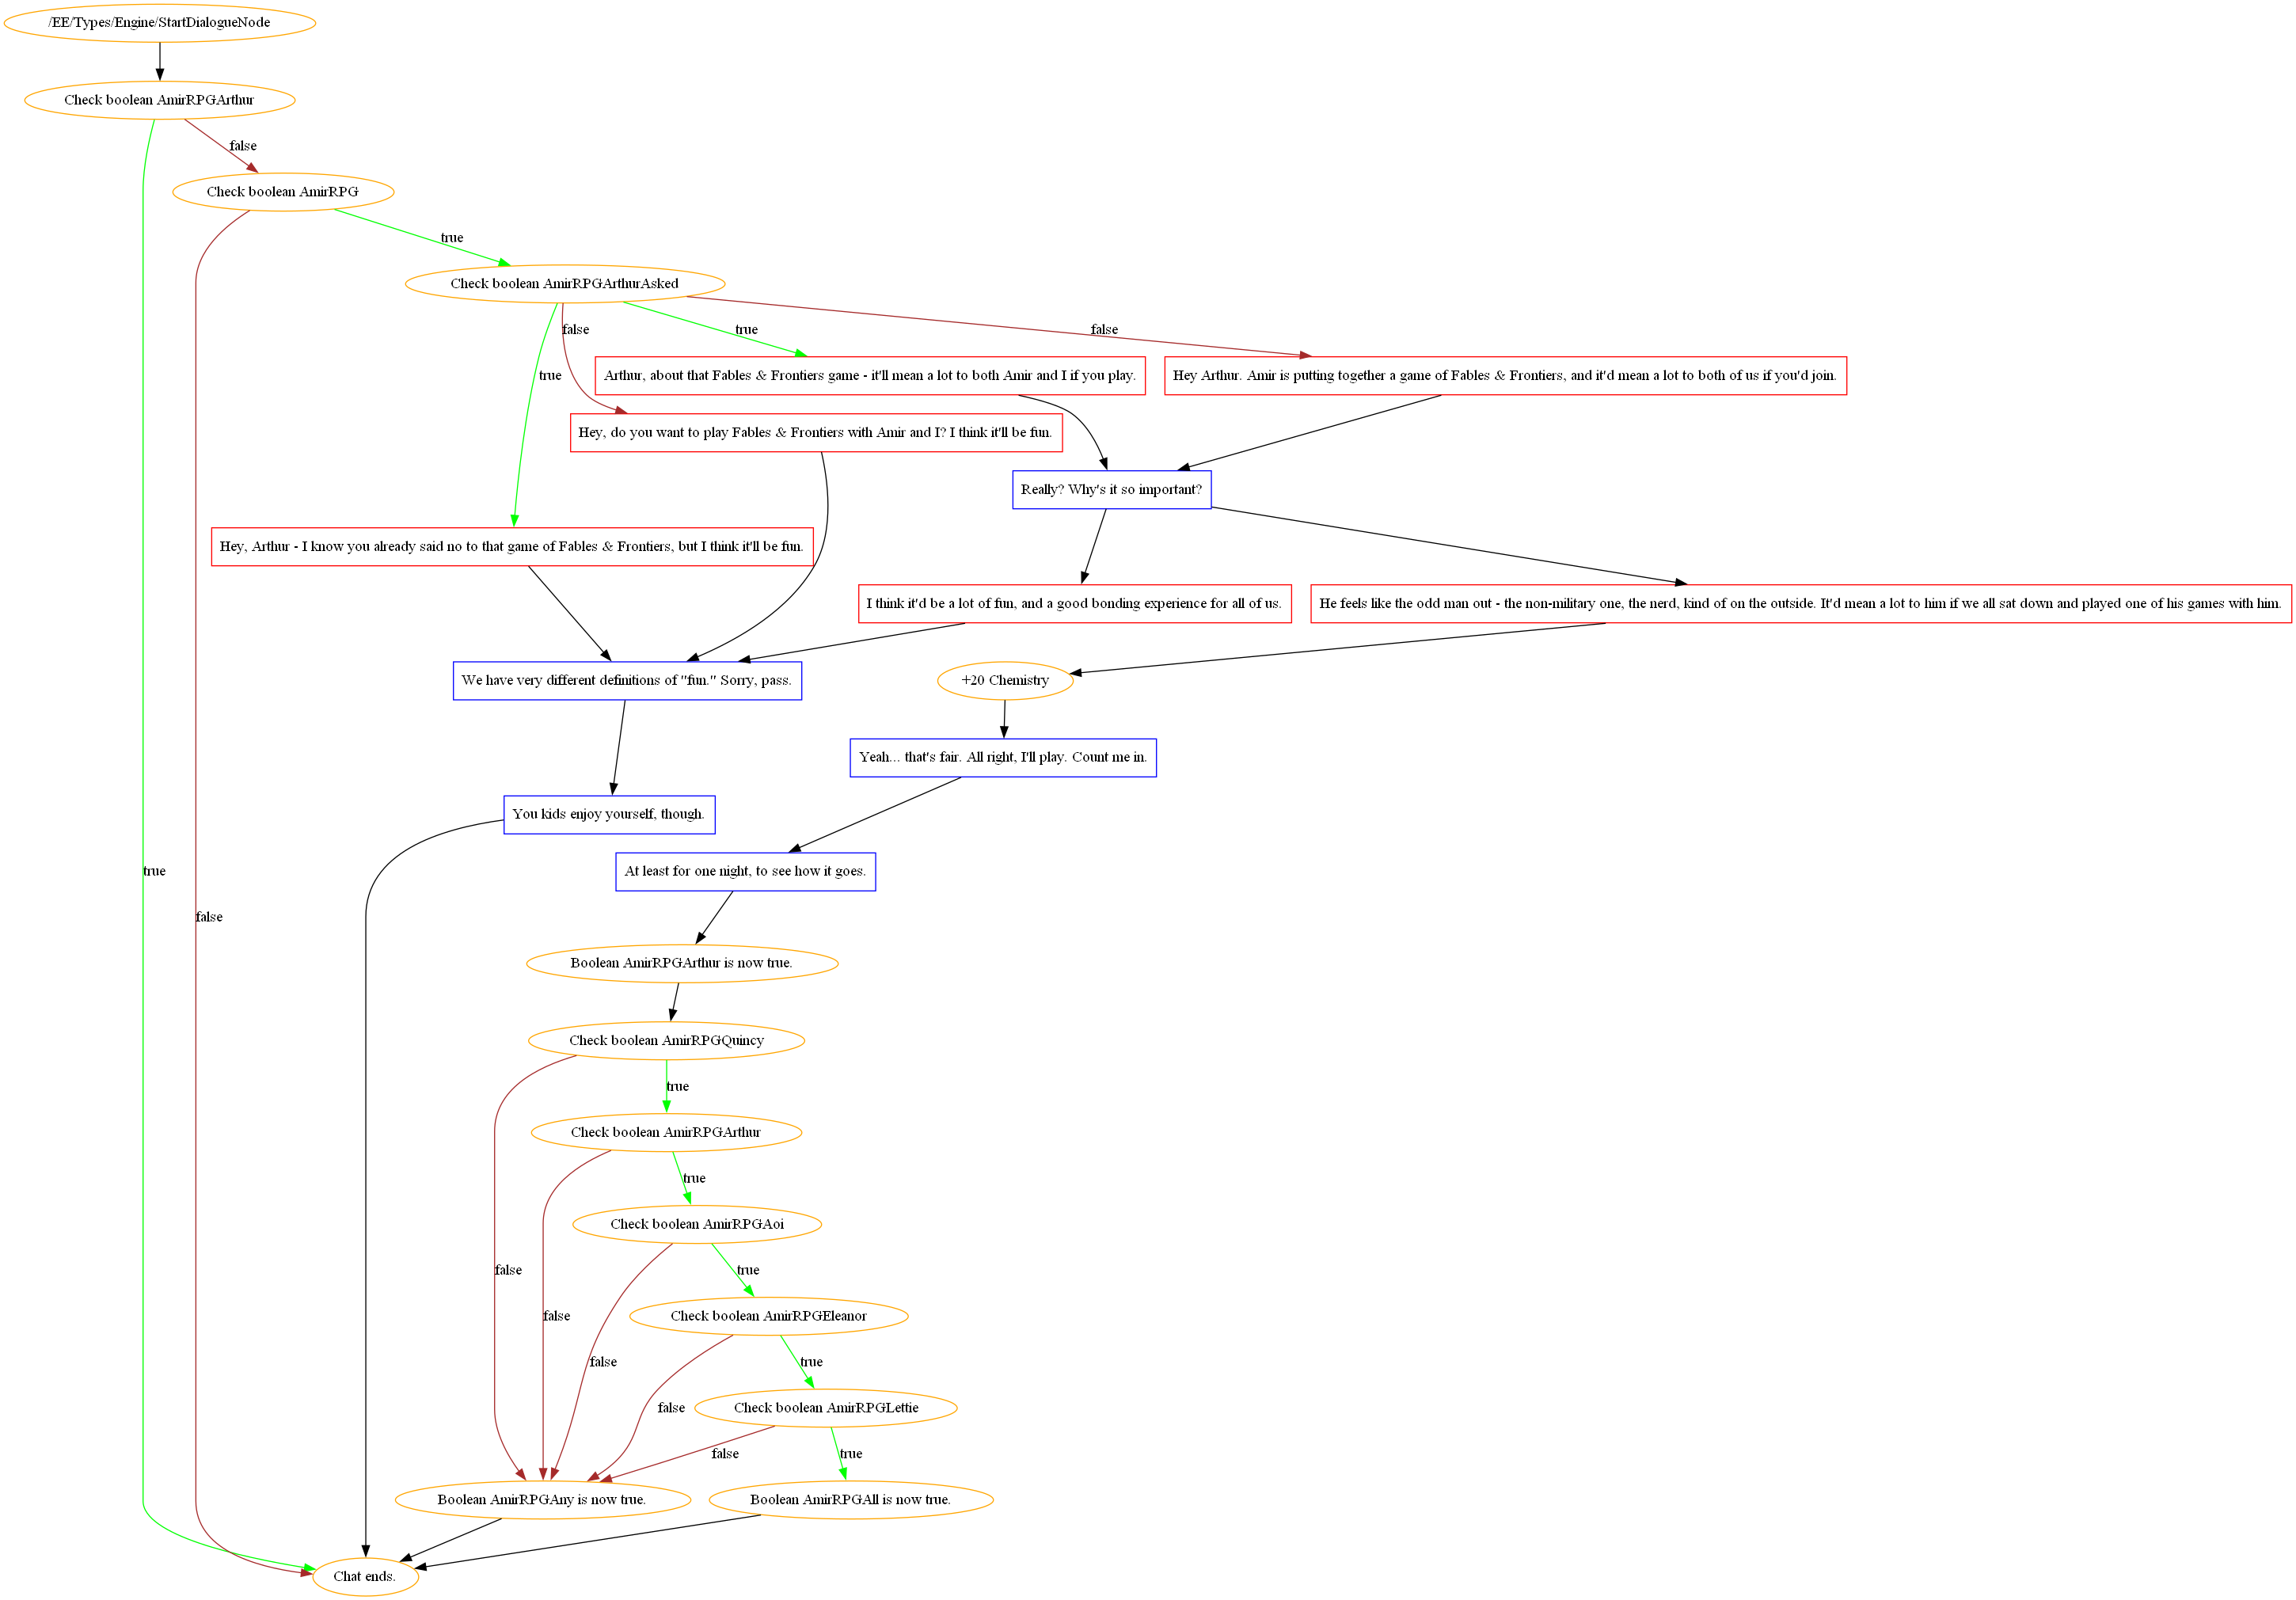 /EE/Types/Engine/StartDialogueNode
Check boolean AmirRPGArthur
false
Check boolean AmirRPG
true
Check boolean AmirRPGArthurAsked
false
true
false
true
Arthur, about that Fables & Frontiers game - it'll mean a lot to both Amir and I if you play.
Hey Arthur. Amir is putting together a game of Fables & Frontiers, and it'd mean a lot to both of us if you'd join.
Hey, do you want to play Fables & Frontiers with Amir and I? I think it'll be fun.
Really? Why's it so important?
Hey, Arthur - I know you already said no to that game of Fables & Frontiers, but I think it'll be fun.
I think it'd be a lot of fun, and a good bonding experience for all of us.
He feels like the odd man out - the non-military one, the nerd, kind of on the outside. It'd mean a lot to him if we all sat down and played one of his games with him.
We have very different definitions of "fun." Sorry, pass.
+20 Chemistry
Yeah... that's fair. All right, I'll play. Count me in.
You kids enjoy yourself, though.
true
At least for one night, to see how it goes.
false
Boolean AmirRPGArthur is now true.
Check boolean AmirRPGQuincy
true
Check boolean AmirRPGArthur
true
Check boolean AmirRPGAoi
false
true
false
Check boolean AmirRPGEleanor
false
true
false
Check boolean AmirRPGLettie
false
true
Boolean AmirRPGAny is now true.
Boolean AmirRPGAll is now true.
Chat ends.